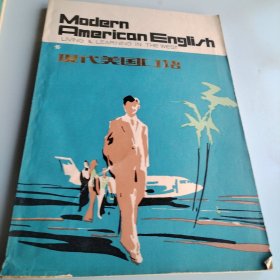 Modern
American English
LIVING & LEARNING IN THE WEST
现代美国口语